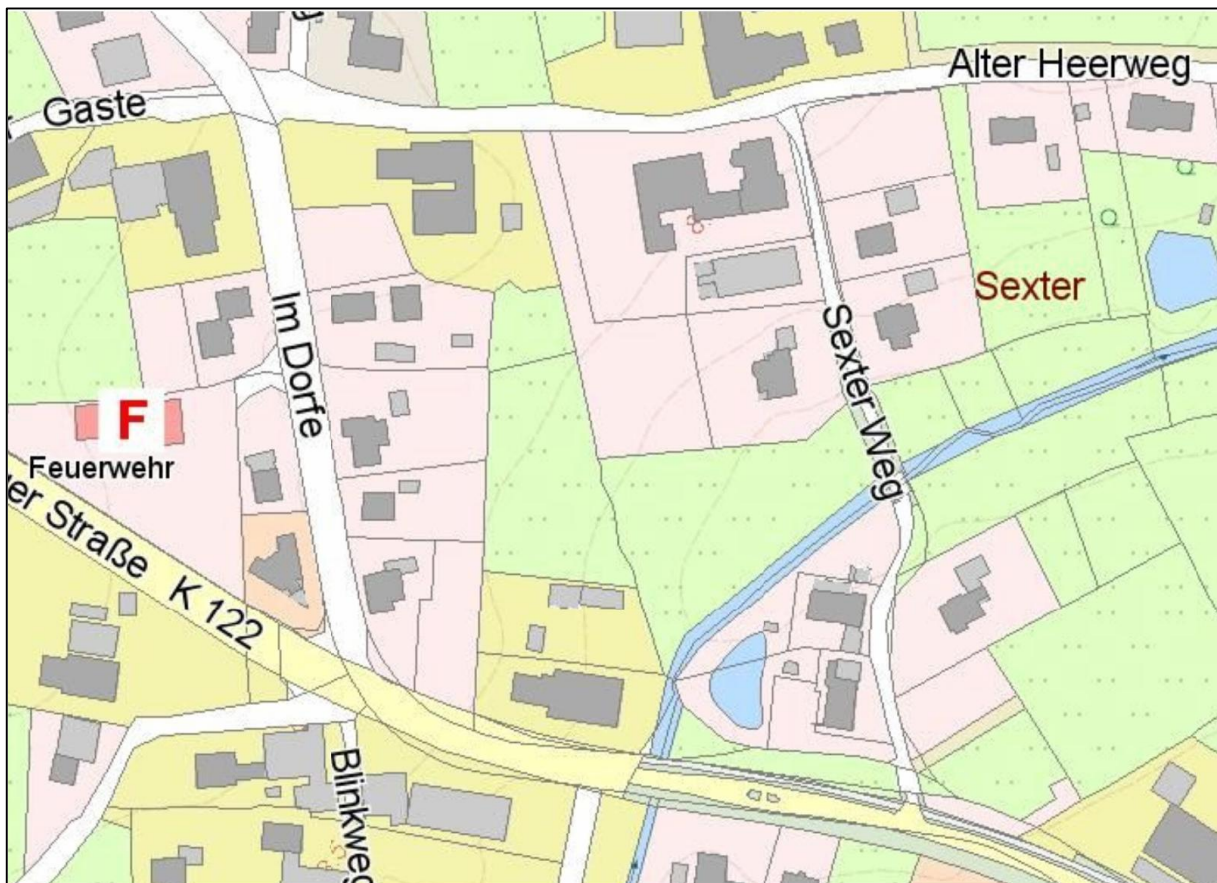 Alter Heerweg
Gaste
Sexter
Im Dorfe
Sexter Weg
F
Feuerwehr
er Straße K 122
Blinkweg